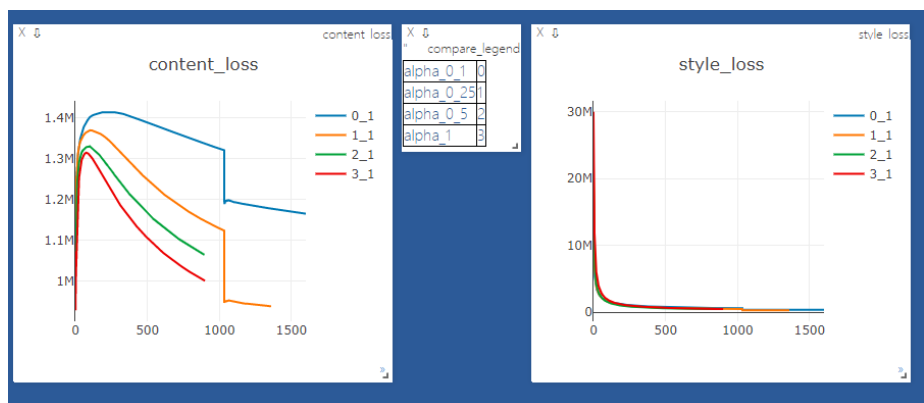 X ⇩ content_loss
content_loss
1.4M
1.3M
1.2M
1M
0 500 1000 1500
0_1
1_1
2_1
3_1
X ⇩
" compare_legend
alpha_0_1 0
alpha_0_25 1
alpha_0_5 2
alpha_1 3
X ⇩ style_loss
style_loss
30M
20M
10M
0
0 500 1000 1500
0_1
1_1
2_1
3_1